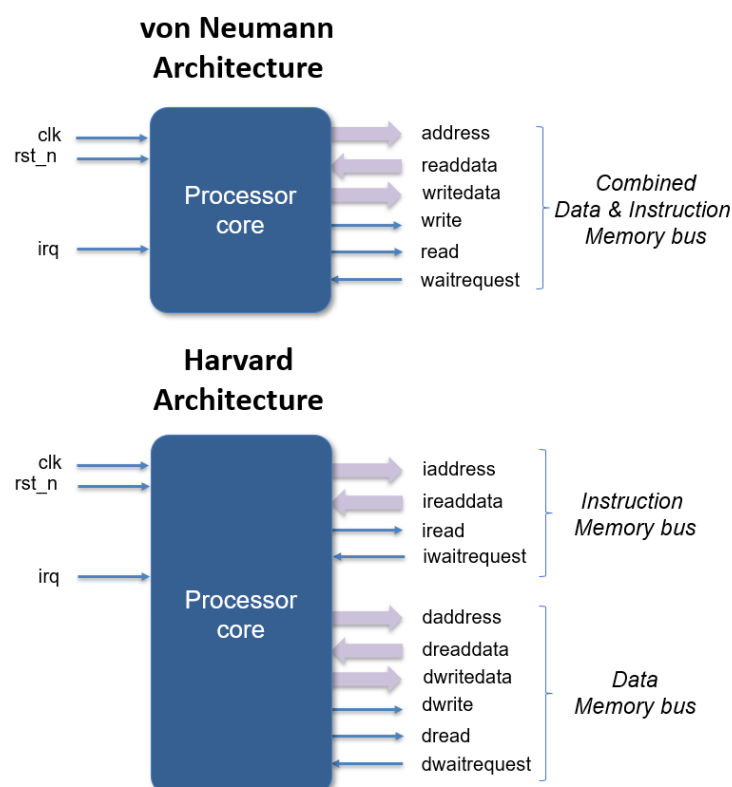 von Neumann
Architecture
clk
rst_n
irq
Processor
core
address
readdata
writedata
write
read
waitrequest
Combined
Data & Instruction
Memory bus
Harvard
Architecture
clk
rst_n
irq
Processor
core
iaddress
ireaddata
iread
iwaitrequest
Instruction
Memory bus
daddress
dreaddata
dwritedata
dwrite
dread
dwaitrequest
Data
Memory bus